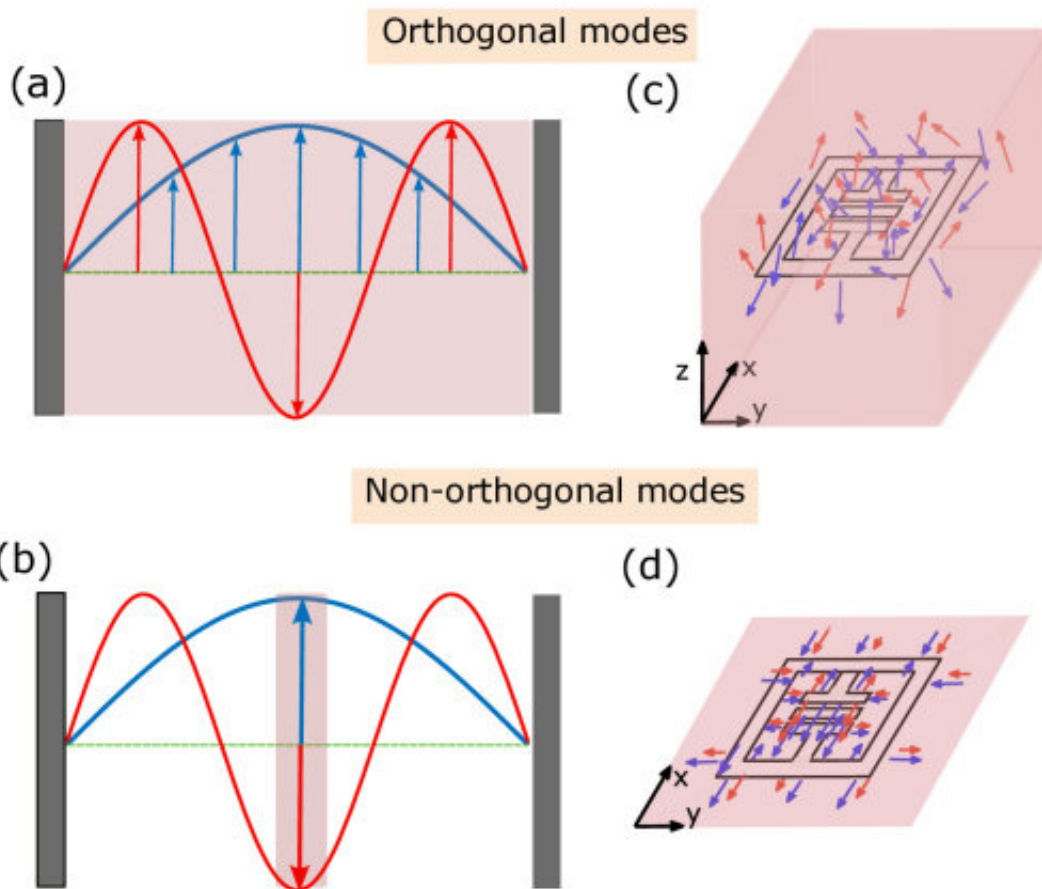 Orthogonal modes
(a)
(c)
z
x
y
Non-orthogonal modes
(b)
(d)
x
y